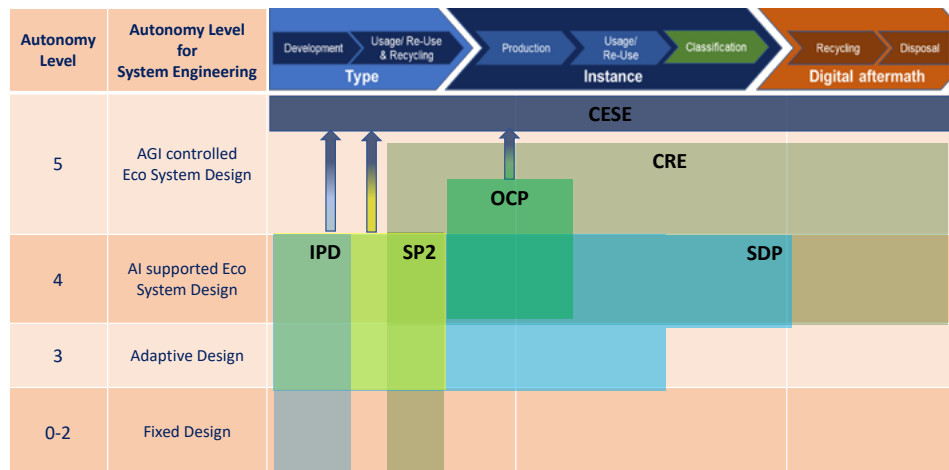 Autonomy
Level
Autonomy Level
for
System Engineering
Development
Usage/ Re-Use
& Recycling
Type
Production
Usage/
Re-Use
Classification
Instance
Recycling
Disposal
Digital aftermath
CESE
5
AGI controlled
Eco System Design
CRE
OCP
4
AI supported Eco
System Design
IPD
SP2
SDP
3
Adaptive Design
0-2
Fixed Design